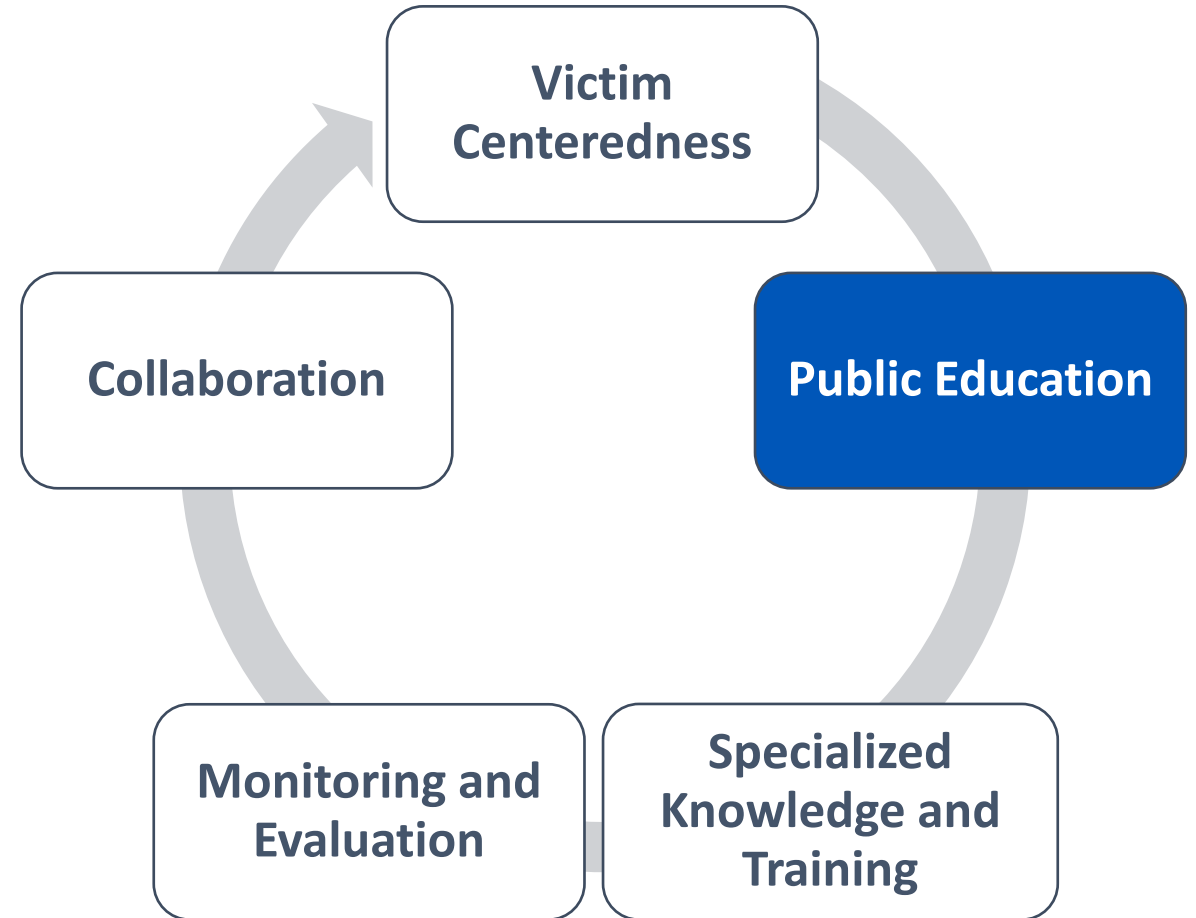 Victim
Centeredness
Public Education
Specialized
Knowledge and
Training
Monitoring and
Evaluation
Collaboration